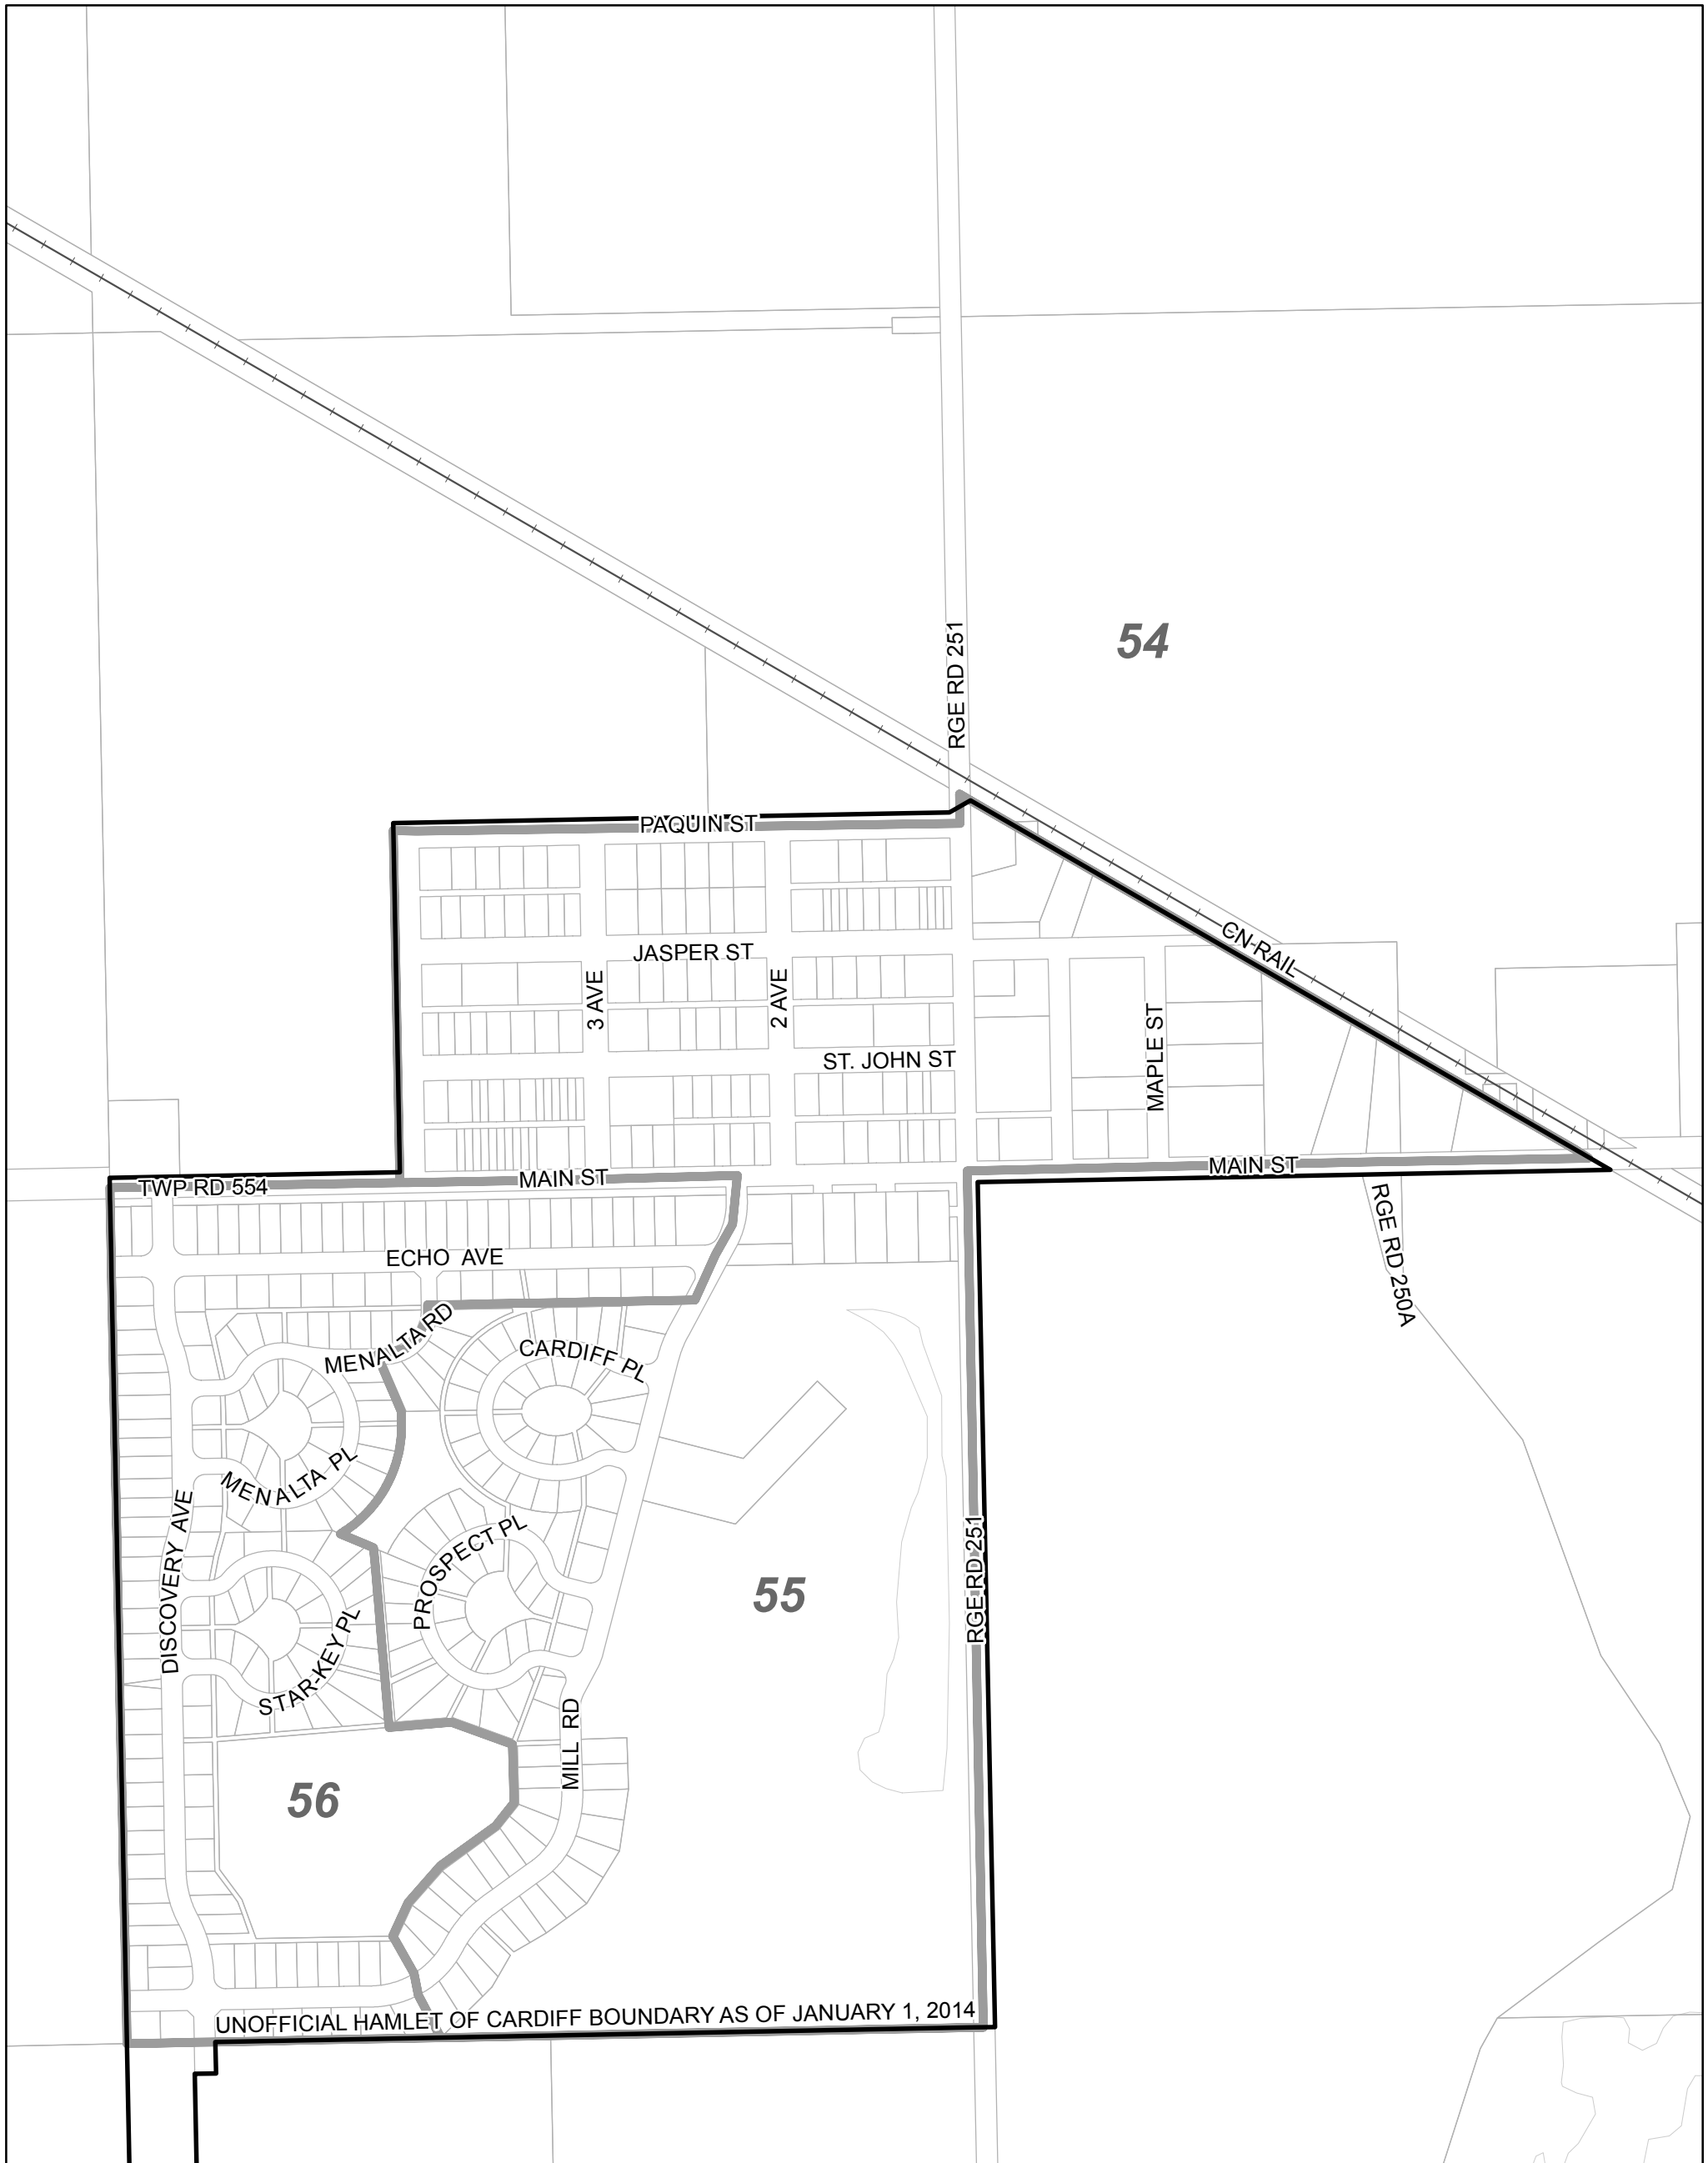 54
RGE RD 251
PAQUIN ST
CN RAIL
JASPER ST
3 AVE
2 AVE
ST. JOHN ST
MAPLE ST
MAIN ST
MAIN ST
TWP RD 554
RGE RD 250A
ECHO AVE
MENALTA RD
CARDIFF PL
MENALTA PL
DISCOVERY AVE
PROSPECT PL
55
RGE RD 251
STAR-KEY PL
MILL RD
56
UNOFFICIAL HAMLET OF CARDIFF BOUNDARY AS OF JANUARY 1, 2014